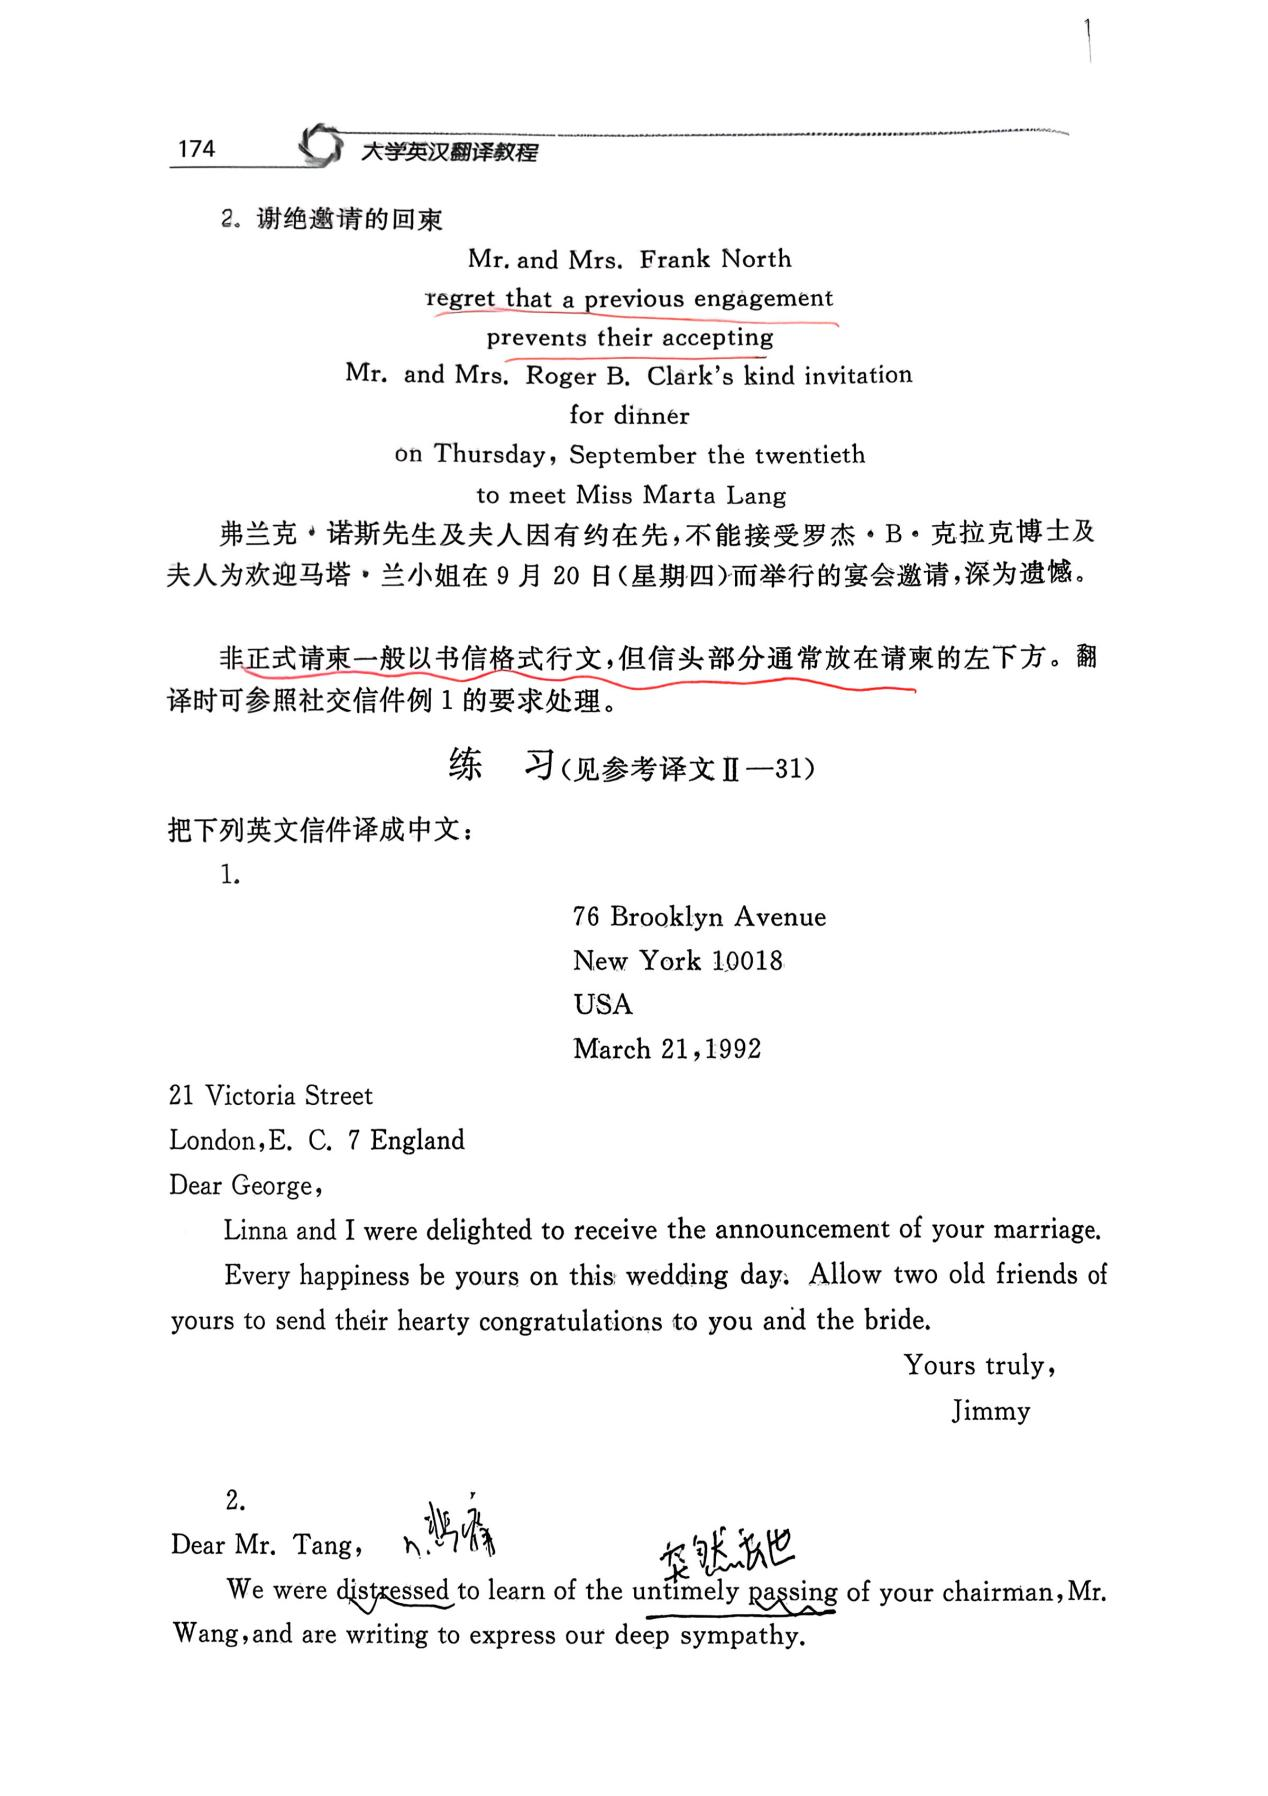 1
174 大学英汉翻译教程
2。谢绝邀请的回柬
Mr. and Mrs. Frank North
regret that a previous engagement
prevents their accepting
Mr. and Mrs. Roger B. Clark's kind invitation
for dinner
on Thursday, September the twentieth
to meet Miss Marta Lang
弗兰克·诺斯先生及夫人因有约在先,不能接受罗杰·B·克拉克博士及
夫人为欢迎马塔·兰小姐在9月20日(星期四)而举行的宴会邀请,深为遗憾。
非正式请柬一般以书信格式行文,但信头部分通常放在请柬的左下方。翻
译时可参照社交信件例1的要求处理。
练 习(见参考译文Ⅱ—31)
把下列英文信件译成中文:
1.
76 Brooklyn Avenue
New York 10018
USA
March 21,1992
21 Victoria Street
London,E. C. 7 England
Dear George,
Linna and I were delighted to receive the announcement of your marriage.
Every happiness be yours on this wedding day. Allow two old friends of
yours to send their hearty congratulations to you and the bride.
Yours truly,
Jimmy
2.
Dear Mr. Tang, n.悲痛 突然
We were distressed to learn of the untimely passing of your chairman,Mr.
Wang,and are writing to express our deep sympathy.